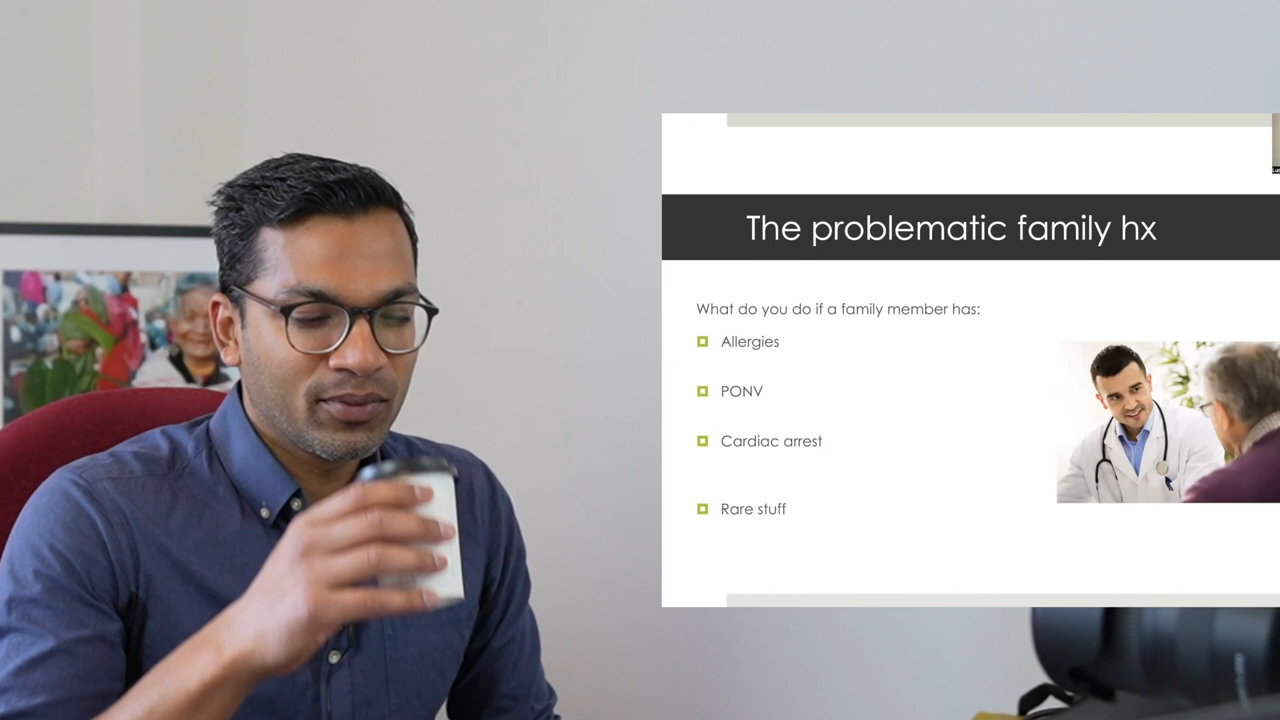 The problematic family hx
What do you do if a family member has:
Allergies
PONV
Cardiac arrest
Rare stuff